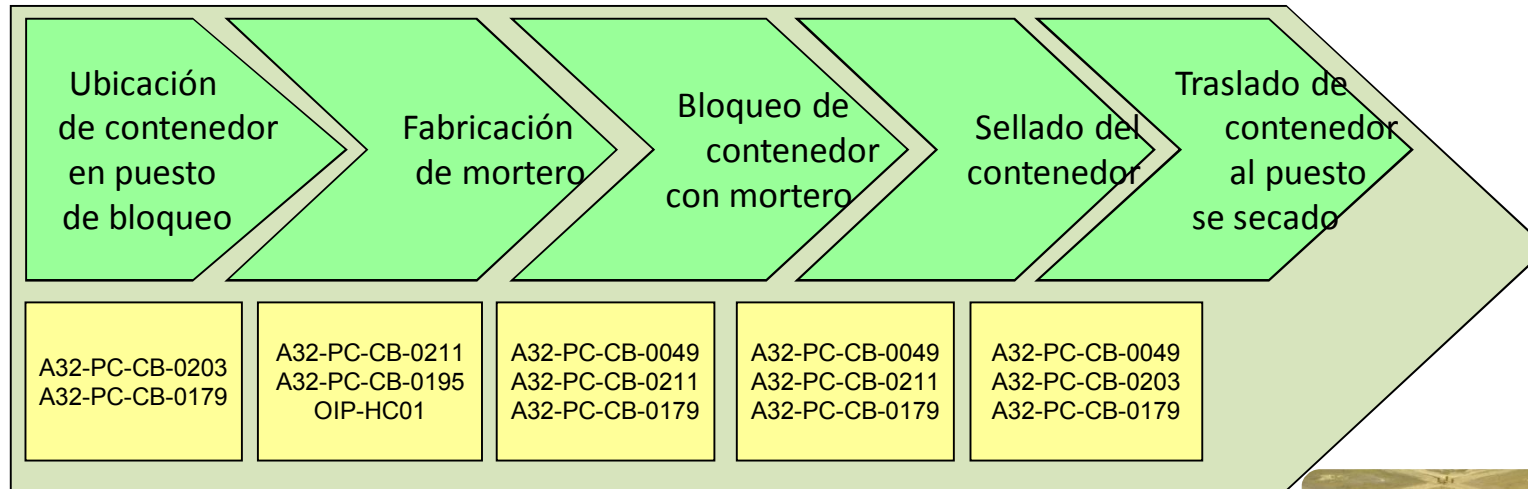 Ubicación
de contenedor
en puesto
de bloqueo
Fabricación
de mortero
Bloqueo de
contenedor
con mortero
Sellado del
contenedor
Traslado de
contenedor
al puesto
se secado
A32-PC-CB-0203
A32-PC-CB-0179
A32-PC-CB-0211
A32-PC-CB-0195
OIP-HC01
A32-PC-CB-0049
A32-PC-CB-0211
A32-PC-CB-0179
A32-PC-CB-0049
A32-PC-CB-0211
A32-PC-CB-0179
A32-PC-CB-0049
A32-PC-CB-0203
A32-PC-CB-0179